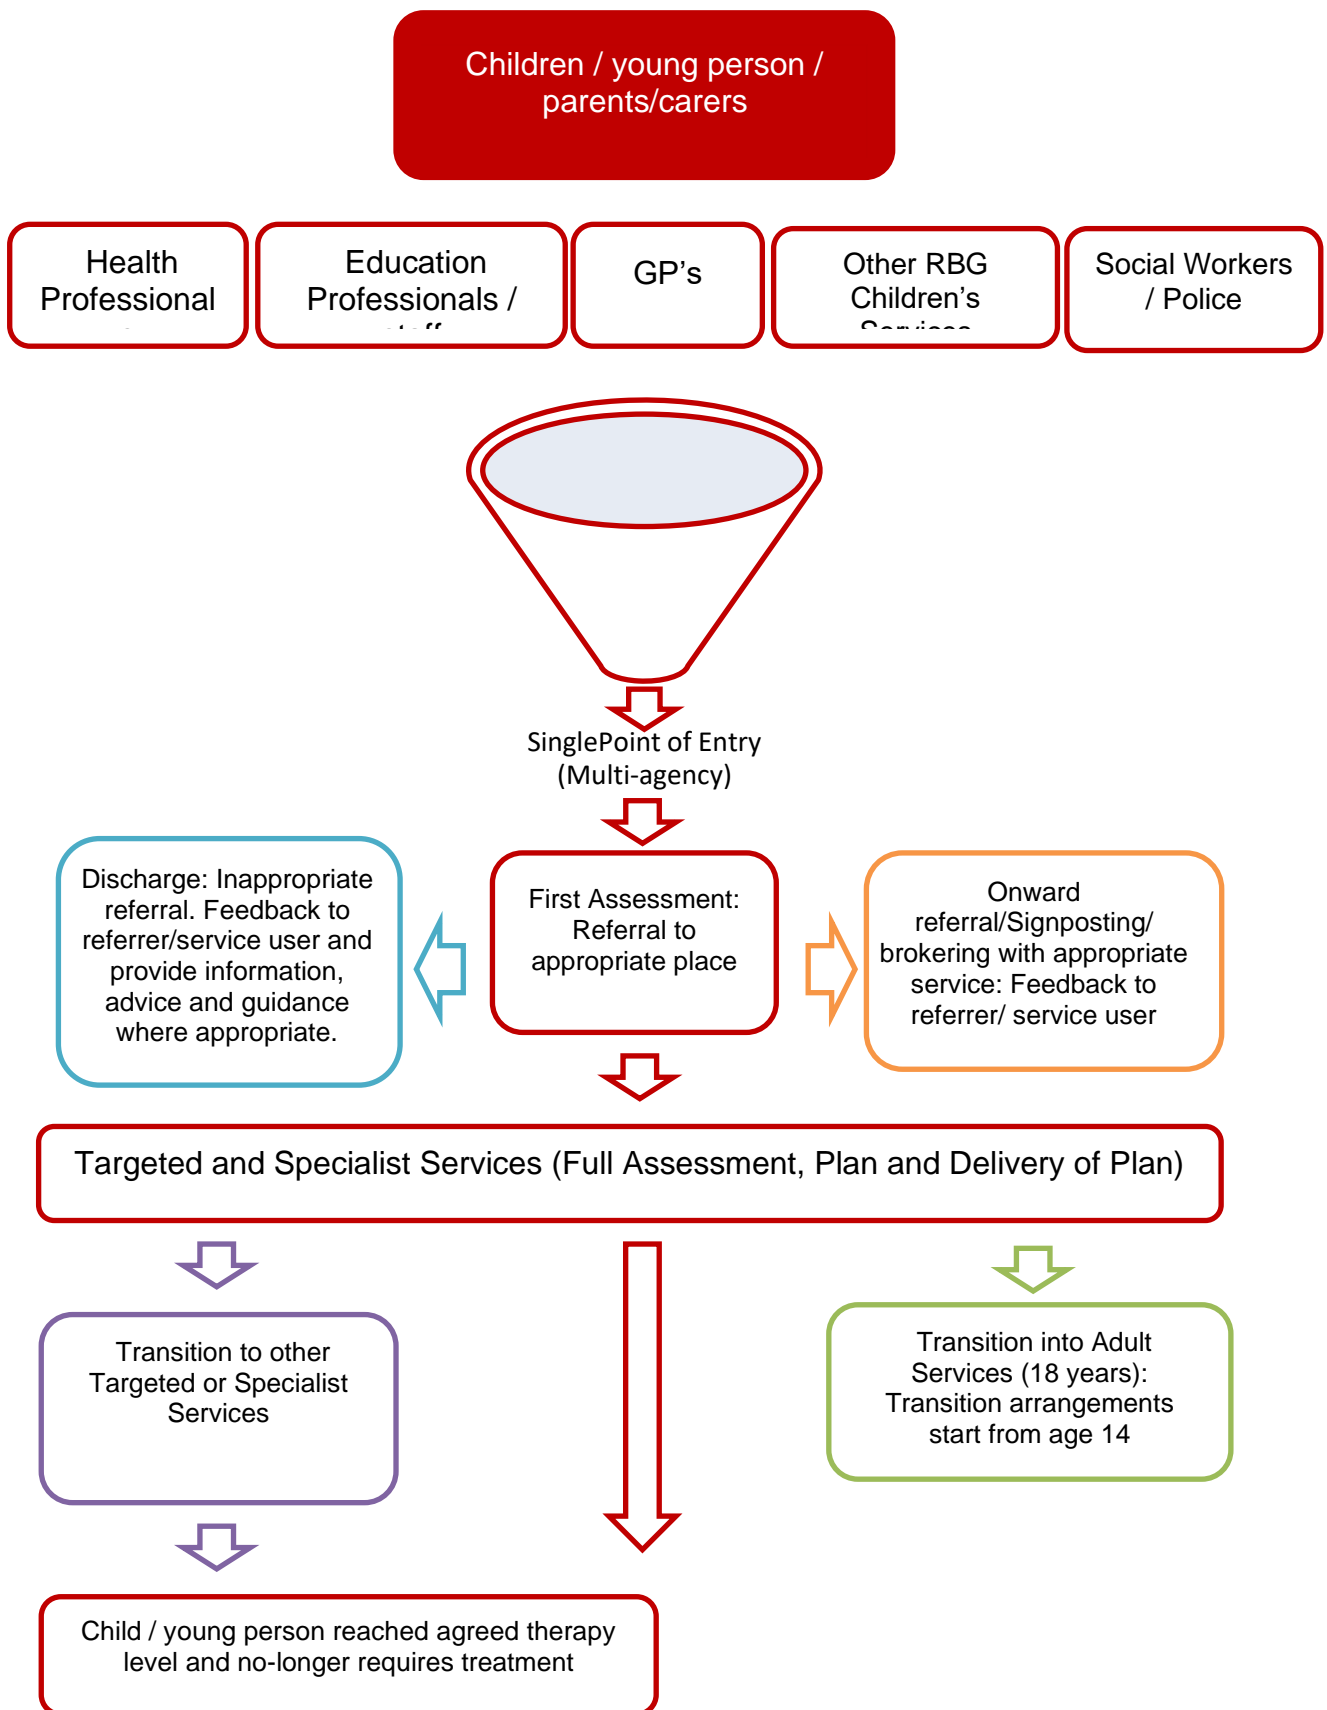 Children / young person /
parents/carers
Health
Professional
Education
Professionals /
staff
GP's
Other RBG
Children's
Services
Social Workers
/ Police
SinglePoint of Entry
(Multi-agency)
Discharge: Inappropriate
referral. Feedback to
referrer/service user and
provide information,
advice and guidance
where appropriate.
First Assessment:
Referral to
appropriate place
Onward
referral/Signposting/
brokering with appropriate
service: Feedback to
referrer/ service user
Targeted and Specialist Services (Full Assessment, Plan and Delivery of Plan)
Transition to other
Targeted or Specialist
Services
Transition into Adult
Services (18 years):
Transition arrangements
start from age 14
Child / young person reached agreed therapy
level and no-longer requires treatment